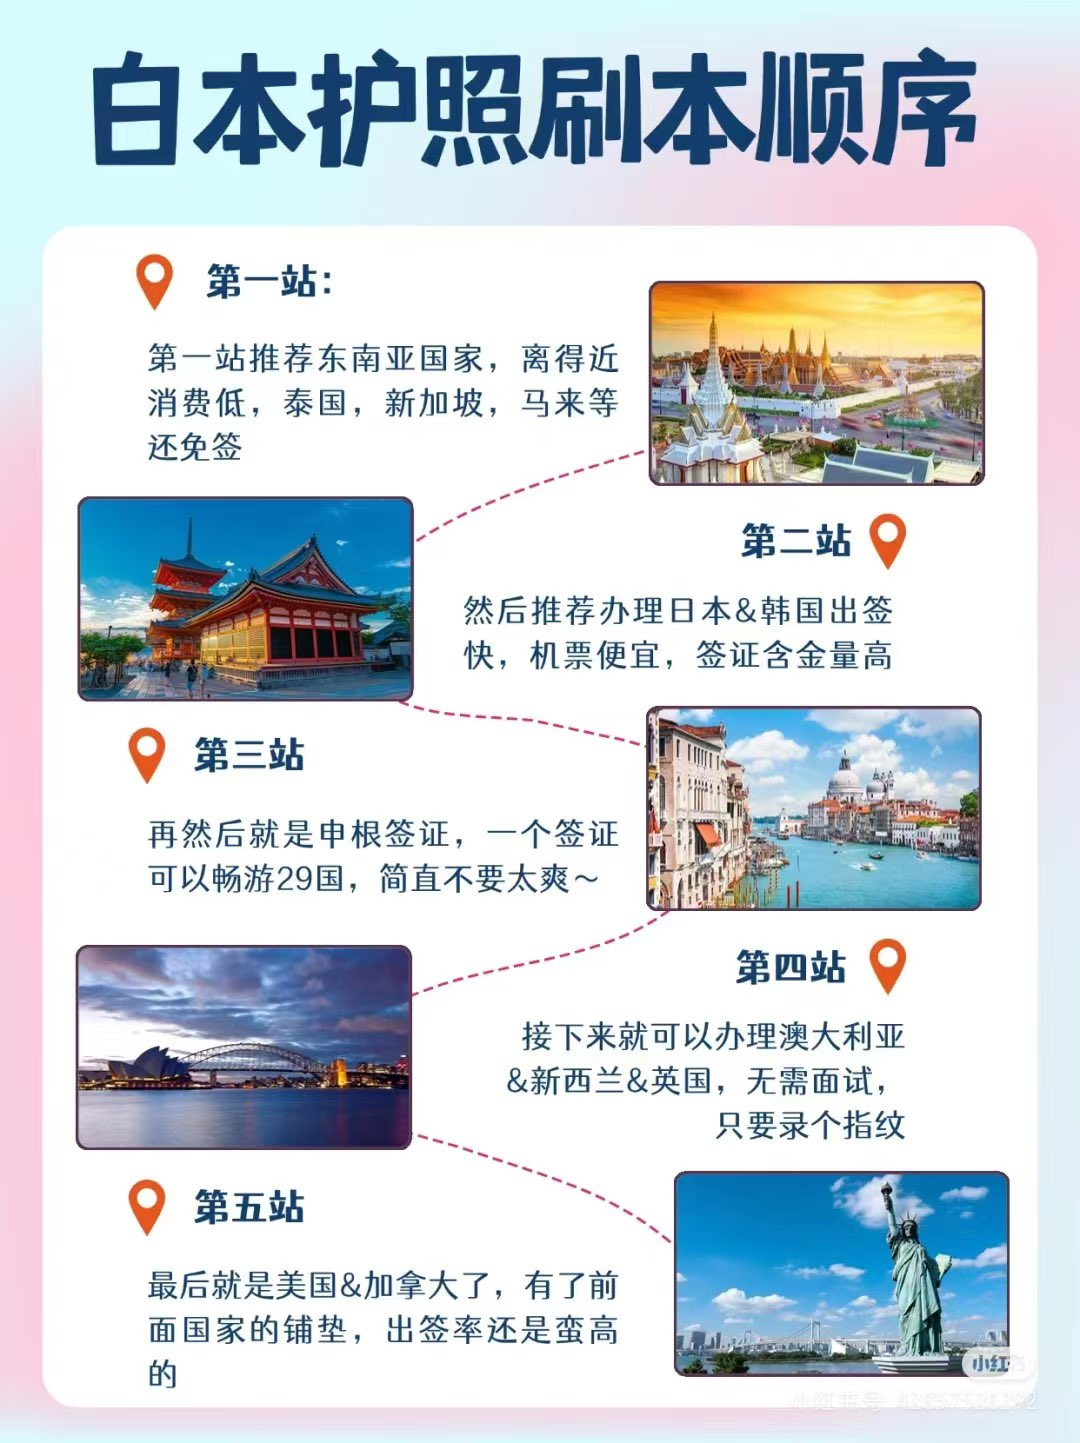 白本护照刷本顺序
第一站：
第一站推荐东南亚国家，离得近
消费低，泰国，新加坡，马来等
还免签
第二站
然后推荐办理日本&韩国出签
快，机票便宜，签证含金量高
第三站
再然后就是申根签证，一个签证
可以畅游29国，简直不要太爽～
第四站
接下来就可以办理澳大利亚
&新西兰&英国，无需面试，
只要录个指纹
第五站
最后就是美国&加拿大了，有了前
面国家的铺垫，出签率还是蛮高
的
小红书
小红书号